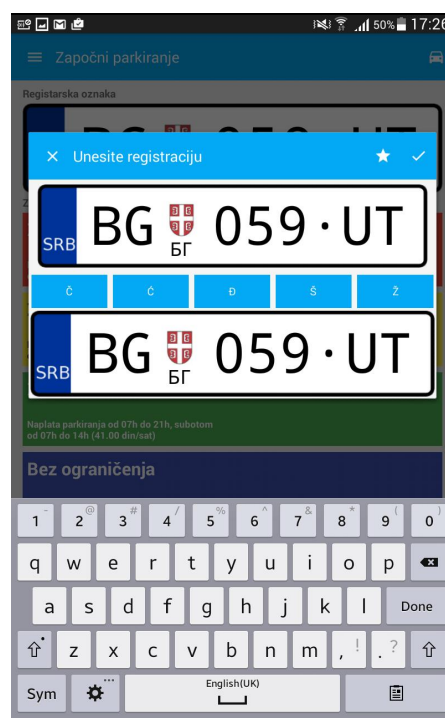 50% 17:26
Započni parkiranje
Registarska oznaka
Unesite registraciju
SRB BG БГ 059·UT
Č Ć Đ Š Ž
SRB BG БГ 059·UT
Naplata parkiranja od 07h do 21h, subotom
od 07h do 14h (41.00 din/sat)
Bez ograničenja
1 - 2 @ 3 # 4 / 5 % 6 ^ 7 & 8 * 9 ( 0 )
q w e r t y u i o p
a s d f g h j k l Done
z x c v b n m , ! . ?
Sym English(UK)